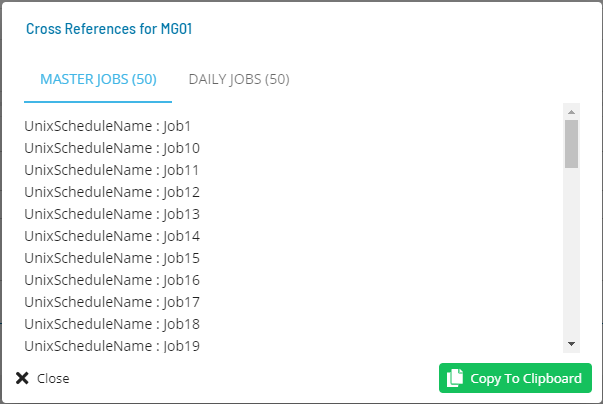 Cross References for MG01
MASTER JOBS (50) DAILY JOBS (50)
UnixScheduleName : Job1
UnixScheduleName : Job10
UnixScheduleName : Job11
UnixScheduleName : Job12
UnixScheduleName : Job13
UnixScheduleName : Job14
UnixScheduleName : Job15
UnixScheduleName : Job16
UnixScheduleName : Job17
UnixScheduleName : Job18
UnixScheduleName : Job19
Close Copy To Clipboard